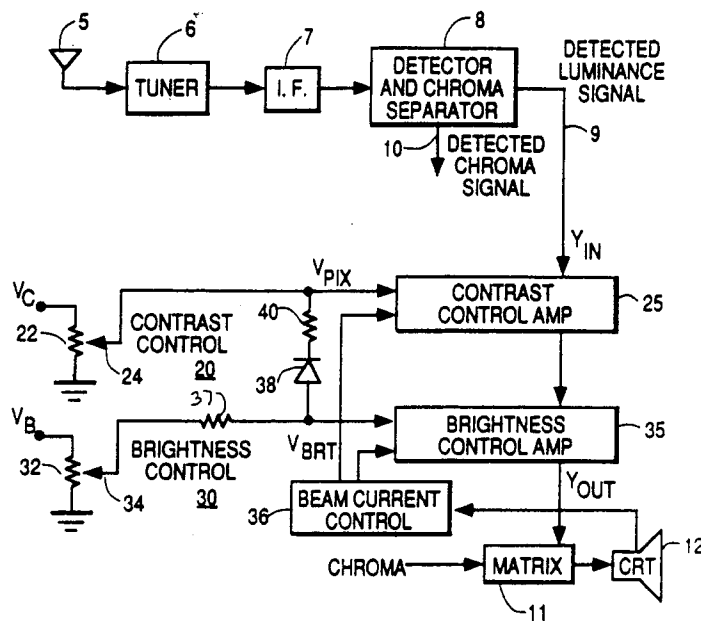 5
6
7
8
TUNER
I. F.
DETECTOR
AND CHROMA
SEPARATOR
DETECTED
LUMINANCE
SIGNAL
10
DETECTED
CHROMA
SIGNAL
9
Y_IN
V_C
V_PIX
22
24
CONTRAST
CONTROL
20
40
38
CONTRAST
CONTROL AMP
25
V_B
37
32
34
BRIGHTNESS
CONTROL
30
V_BRT
BRIGHTNESS
CONTROL AMP
35
36
BEAM CURRENT
CONTROL
Y_OUT
CHROMA
MATRIX
11
CRT
12